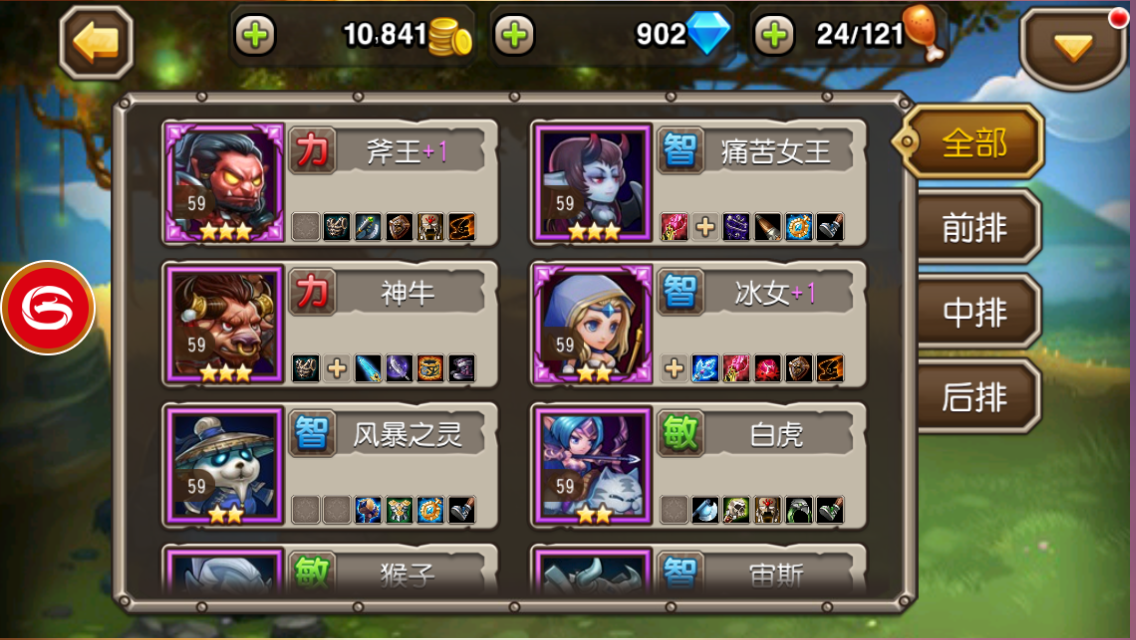 10,841
902
24/121
力 斧王+1
59
智 痛苦女王
59
力 神牛
59
智 冰女+1
59
智 风暴之灵
59
敏 白虎
59
敏 猴子
智 宙斯
全部
前排
中排
后排